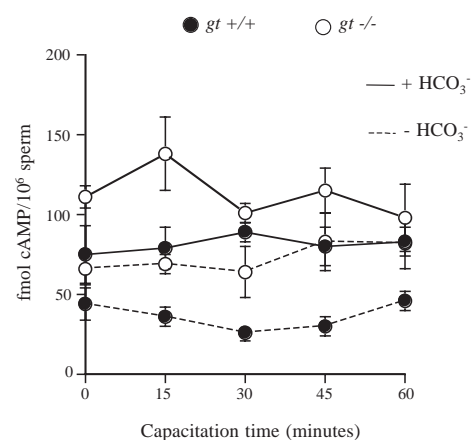 gt +/+ gt -/-
200
+ HCO₃⁻
- HCO₃⁻
150
100
50
0
fmol cAMP/10⁶ sperm
0 15 30 45 60
Capacitation time (minutes)